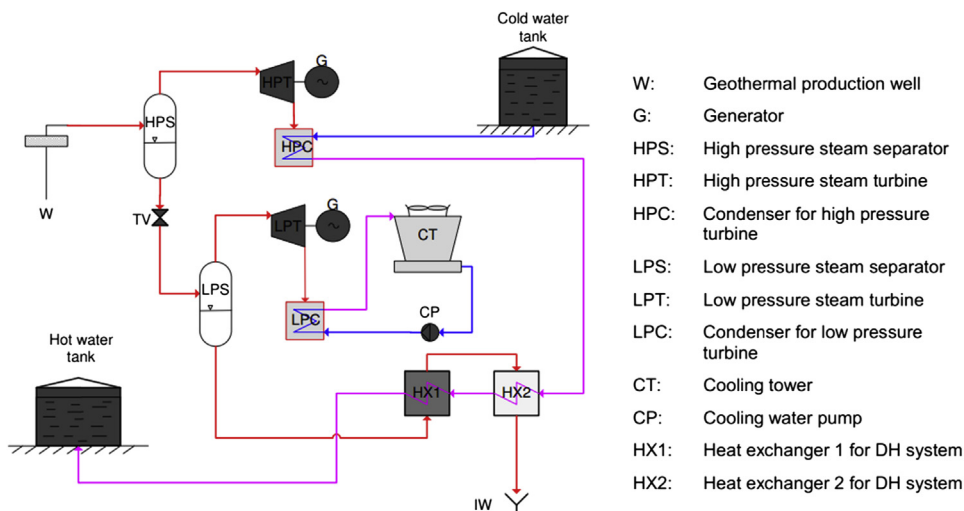 Cold water
tank
G
HPT
HPS
HPC
W
TV
G
LPT
CT
LPS
LPC
CP
Hot water
tank
HX1
HX2
IW
W: Geothermal production well
G: Generator
HPS: High pressure steam separator
HPT: High pressure steam turbine
HPC: Condenser for high pressure
turbine
LPS: Low pressure steam separator
LPT: Low pressure steam turbine
LPC: Condenser for low pressure
turbine
CT: Cooling tower
CP: Cooling water pump
HX1: Heat exchanger 1 for DH system
HX2: Heat exchanger 2 for DH system